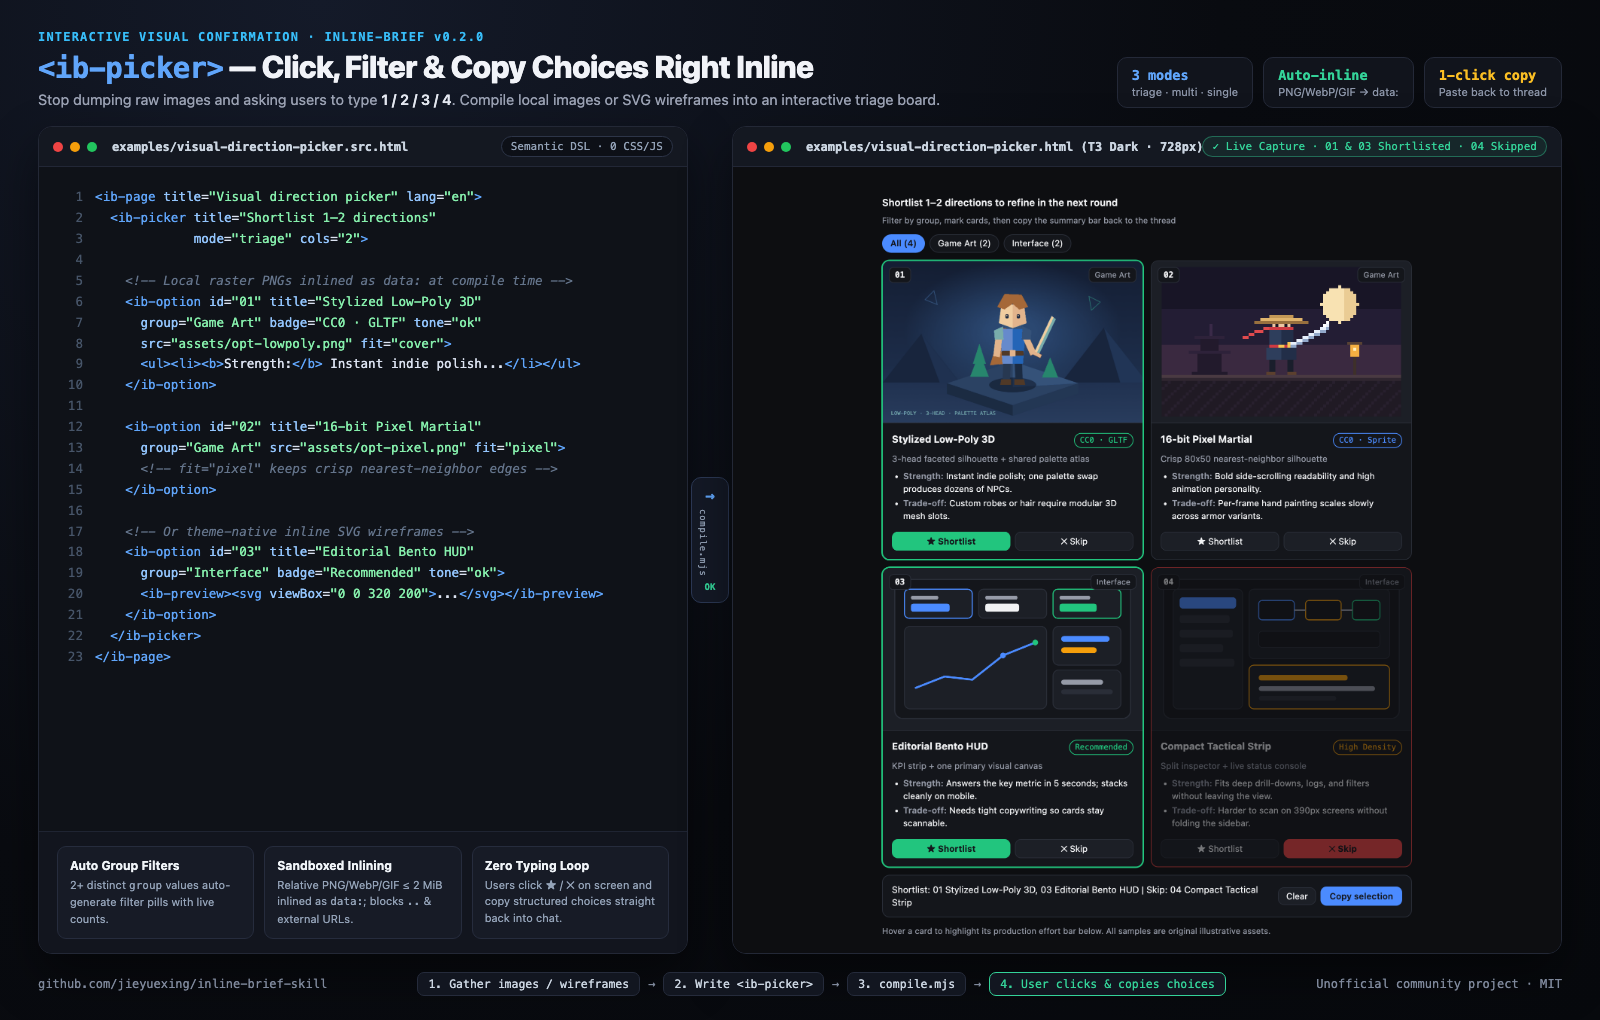 INTERACTIVE VISUAL CONFIRMATION · INLINE-BRIEF v0.2.0
<ib-picker> — Click, Filter & Copy Choices Right Inline
Stop dumping raw images and asking users to type 1 / 2 / 3 / 4. Compile local images or SVG wireframes into an interactive triage board.
3 modes
triage · multi · single
Auto-inline
PNG/WebP/GIF → data:
1-click copy
Paste back to thread
examples/visual-direction-picker.src.html
Semantic DSL · 0 CSS/JS
1 <ib-page title="Visual direction picker" lang="en">
2 <ib-picker title="Shortlist 1–2 directions"
3 mode="triage" cols="2">
4
5 <!-- Local raster PNGs inlined as data: at compile time -->
6 <ib-option id="01" title="Stylized Low-Poly 3D"
7 group="Game Art" badge="CC0 · GLTF" tone="ok"
8 src="assets/opt-lowpoly.png" fit="cover">
9 <ul><li><b>Strength:</b> Instant indie polish...</li></ul>
10 </ib-option>
11
12 <ib-option id="02" title="16-bit Pixel Martial"
13 group="Game Art" src="assets/opt-pixel.png" fit="pixel">
14 <!-- fit="pixel" keeps crisp nearest-neighbor edges -->
15 </ib-option>
16
17 <!-- Or theme-native inline SVG wireframes -->
18 <ib-option id="03" title="Editorial Bento HUD"
19 group="Interface" badge="Recommended" tone="ok">
20 <ib-preview><svg viewBox="0 0 320 200">...</svg></ib-preview>
21 </ib-option>
22 </ib-picker>
23 </ib-page>
Auto Group Filters
2+ distinct group values auto-
generate filter pills with live
counts.
Sandboxed Inlining
Relative PNG/WebP/GIF ≤ 2 MiB
inlined as data:; blocks .. &
external URLs.
Zero Typing Loop
Users click ★ / ✕ on screen and
copy structured choices straight
back into chat.
→
compile.mjs
OK
examples/visual-direction-picker.html (T3 Dark · 728px)
✓ Live Capture · 01 & 03 Shortlisted · 04 Skipped
Shortlist 1–2 directions to refine in the next round
Filter by group, mark cards, then copy the summary bar back to the thread
All (4)
Game Art (2)
Interface (2)
01
Game Art
LOW-POLY · 3-HEAD · PALETTE ATLAS
Stylized Low-Poly 3D
CC0 · GLTF
3-head faceted silhouette + shared palette atlas
• Strength: Instant indie polish; one palette swap
produces dozens of NPCs.
• Trade-off: Custom robes or hair require modular 3D
mesh slots.
★ Shortlist
✕ Skip
02
Game Art
16-bit Pixel Martial
CC0 · Sprite
Crisp 80x50 nearest-neighbor silhouette
• Strength: Bold side-scrolling readability and high
animation personality.
• Trade-off: Per-frame hand painting scales slowly
across armor variants.
★ Shortlist
✕ Skip
03
Interface
Editorial Bento HUD
Recommended
KPI strip + one primary visual canvas
• Strength: Answers the key metric in 5 seconds; stacks
cleanly on mobile.
• Trade-off: Needs tight copywriting so cards stay
scannable.
★ Shortlist
✕ Skip
04
Interface
Compact Tactical Strip
High Density
Split inspector + live status console
• Strength: Fits deep drill-downs, logs, and filters
without leaving the view.
• Trade-off: Harder to scan on 390px screens without
folding the sidebar.
★ Shortlist
✕ Skip
Shortlist: 01 Stylized Low-Poly 3D, 03 Editorial Bento HUD | Skip: 04 Compact Tactical
Strip
Clear
Copy selection
Hover a card to highlight its production effort bar below. All samples are original illustrative assets.
github.com/jieyuexing/inline-brief-skill
1. Gather images / wireframes → 2. Write <ib-picker> → 3. compile.mjs → 4. User clicks & copies choices
Unofficial community project · MIT